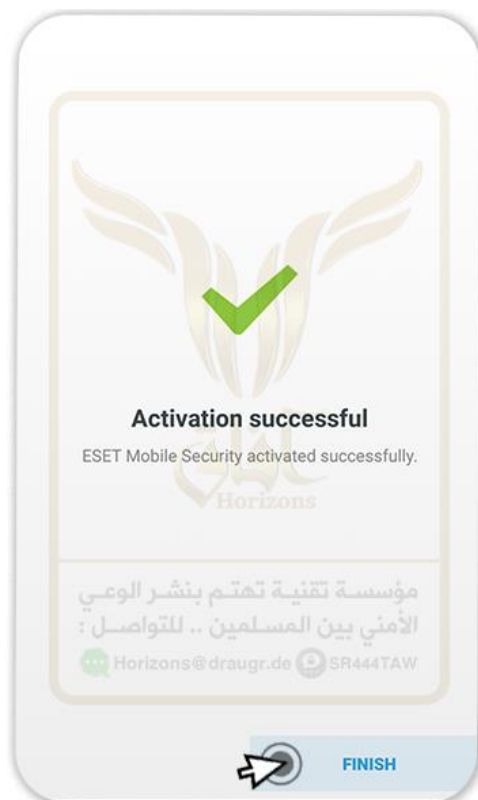 Activation successful
ESET Mobile Security activated successfully.
آفاق
Horizons
مؤسسة تقنية تهتم بنشر الوعي
الأمني بين المسلمين .. للتواصل :
Horizons@draugr.de SR444TAW
FINISH